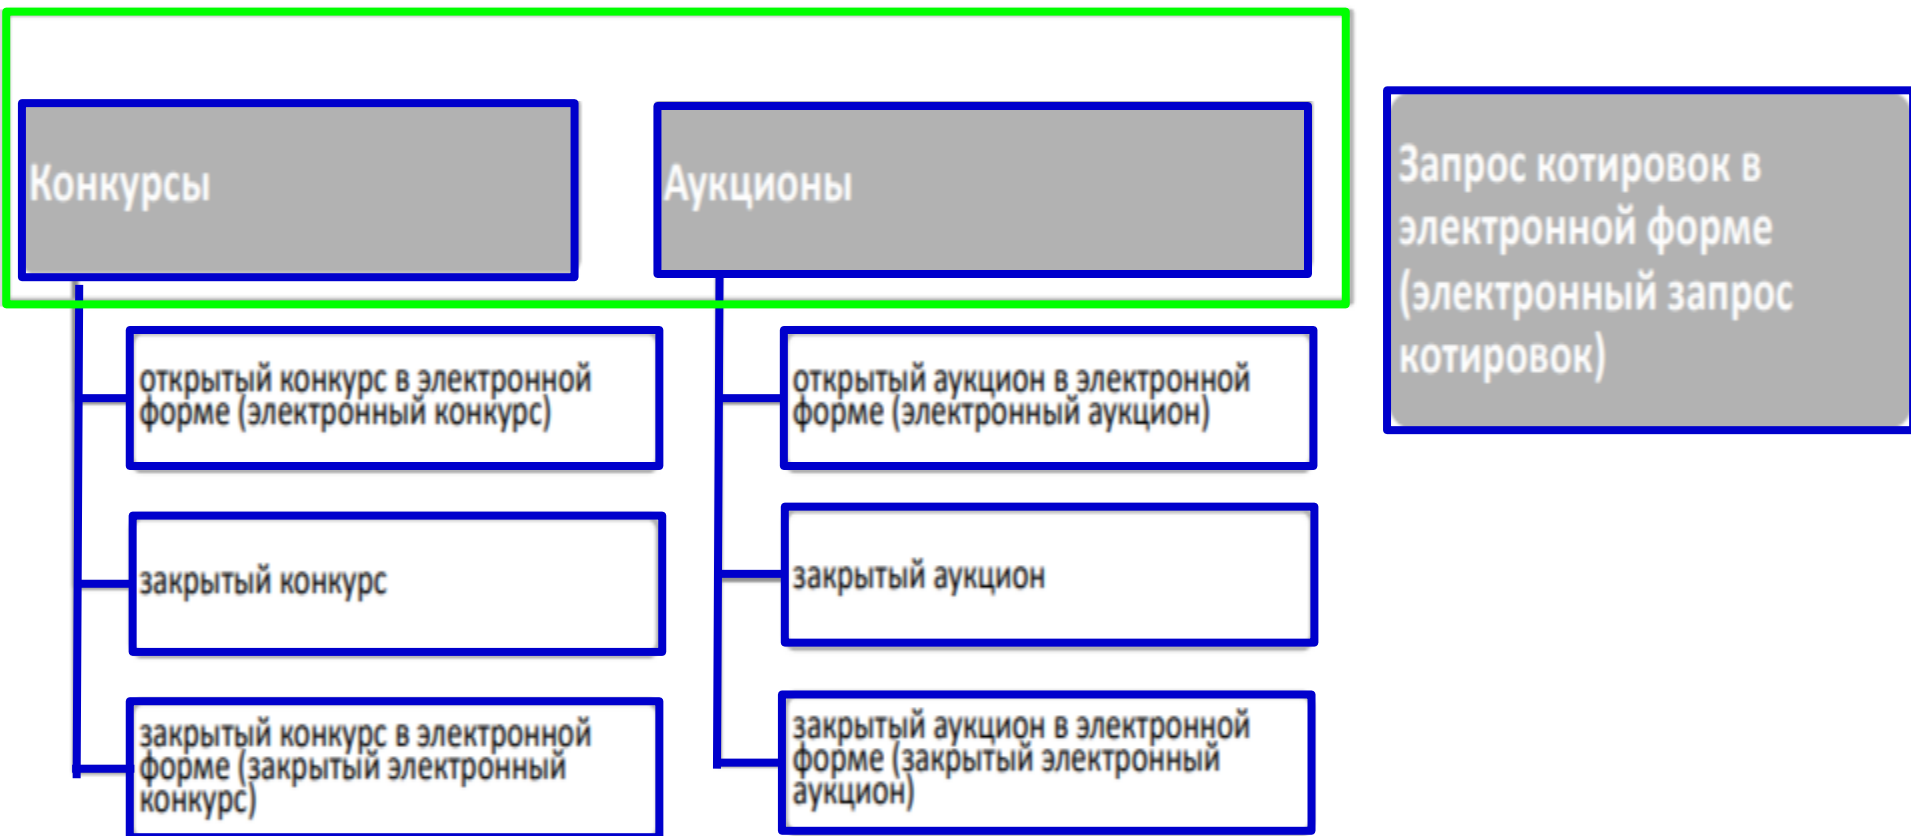 Конкурсы
открытый конкурс в электронной
форме (электронный конкурс)
закрытый конкурс
закрытый конкурс в электронной
форме (закрытый электронный
конкурс)
Аукционы
открытый аукцион в электронной
форме (электронный аукцион)
закрытый аукцион
закрытый аукцион в электронной
форме (закрытый электронный
аукцион)
Запрос котировок в
электронной форме
(электронный запрос
котировок)